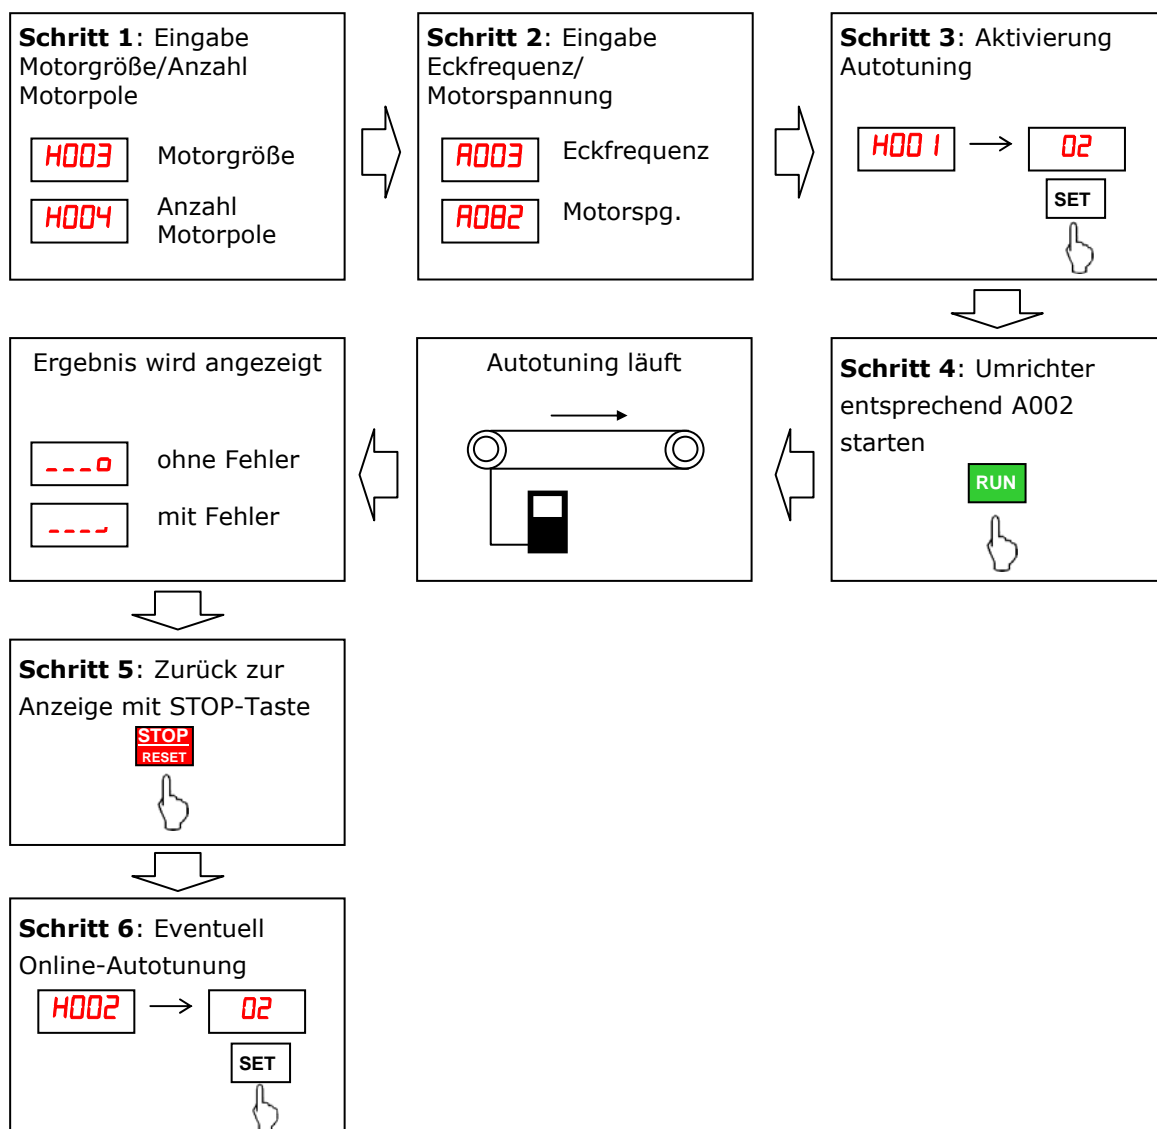 Schritt 1: Eingabe
Motorgröße/Anzahl
Motorpole
H003 Motorgröße
H004 Anzahl
Motorpole
Schritt 2: Eingabe
Eckfrequenz/
Motorspannung
A003 Eckfrequenz
A082 Motorspg.
Schritt 3: Aktivierung
Autotuning
H001 → 02
SET
Schritt 4: Umrichter
entsprechend A002
starten
RUN
Autotuning läuft
Ergebnis wird angezeigt
___o ohne Fehler
____ mit Fehler
Schritt 5: Zurück zur
Anzeige mit STOP-Taste
STOP
RESET
Schritt 6: Eventuell
Online-Autotunung
H002 → 02
SET